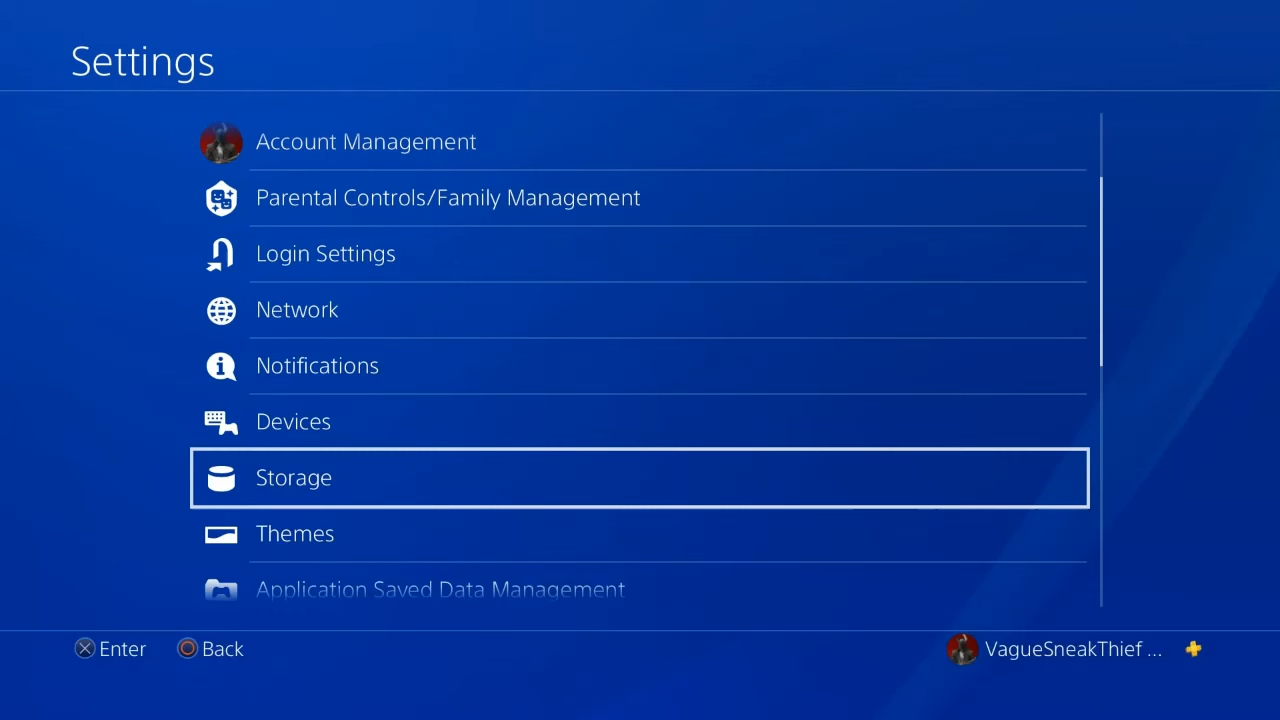 Settings
Account Management
Parental Controls/Family Management
Login Settings
Network
Notifications
Devices
Storage
Themes
Application Saved Data Management
Enter Back VagueSneakThief ...